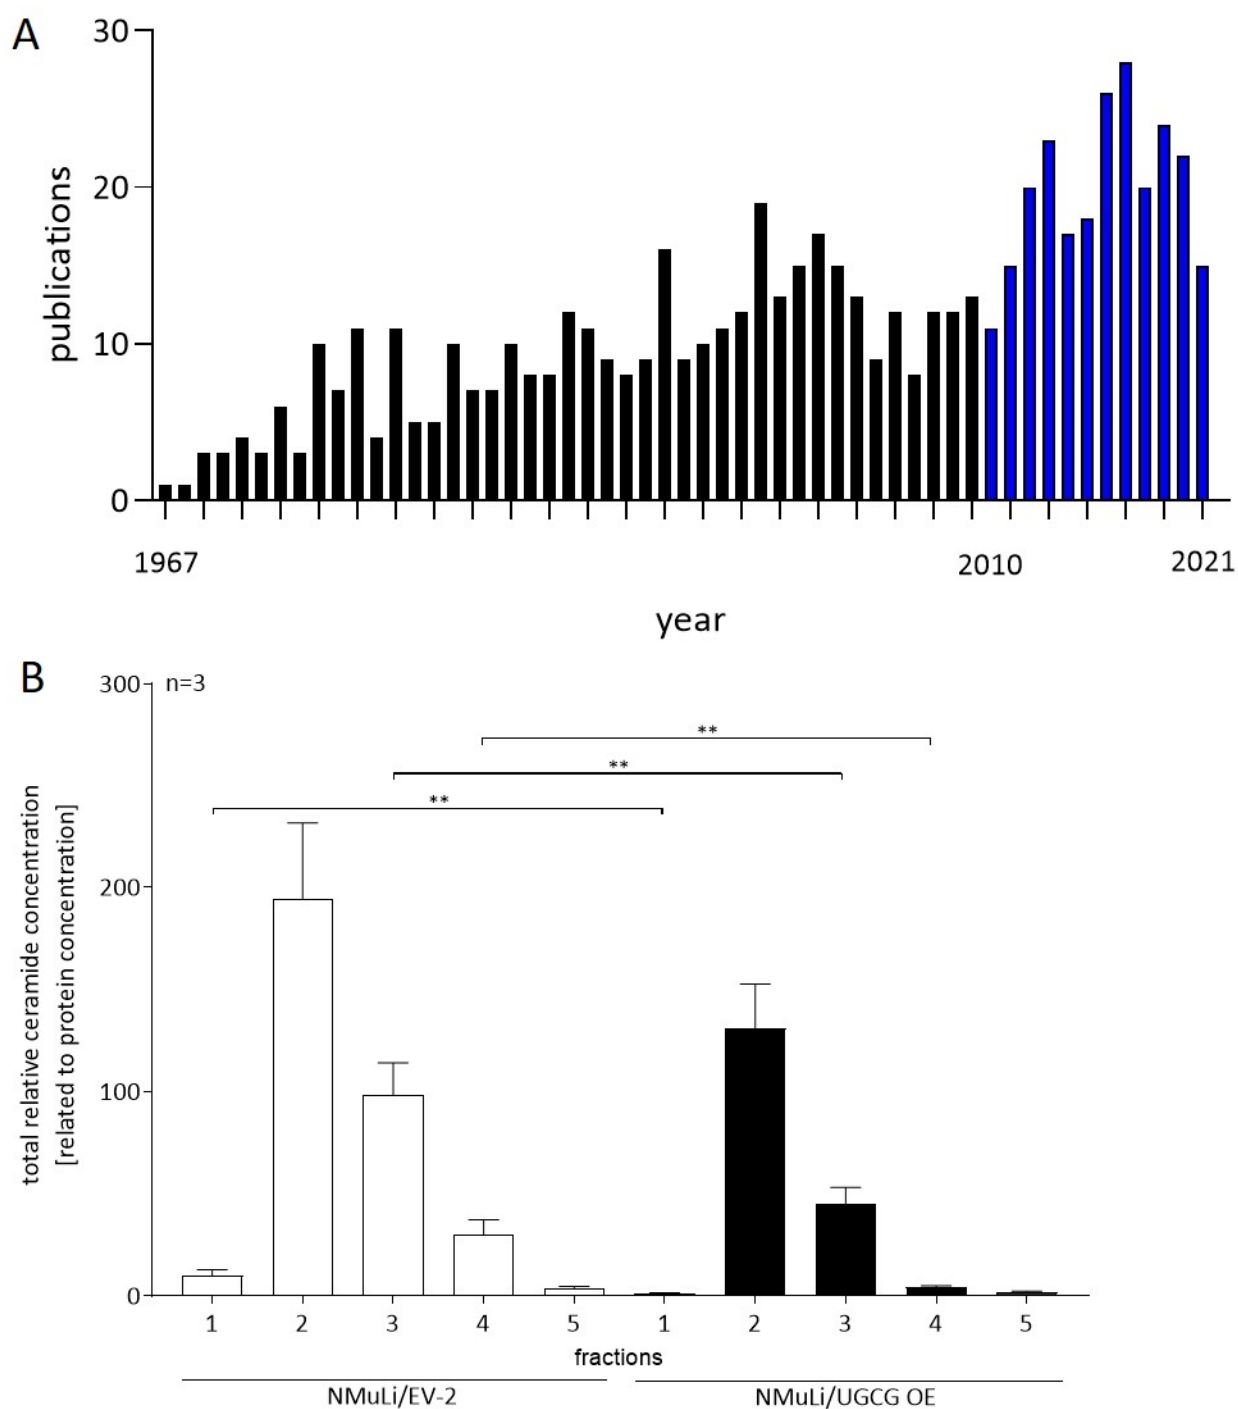 A
30
20
10
0
publications
1967
2010
2021
year
B
300
n=3
200
100
0
total relative ceramide concentration
[related to protein concentration]
**
**
**
1 2 3 4 5 1 2 3 4 5
fractions
NMuLi/EV-2
NMuLi/UGCG OE